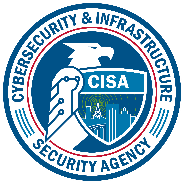 CYBERSECURITY & INFRASTRUCTURE
CISA
SECURITY AGENCY